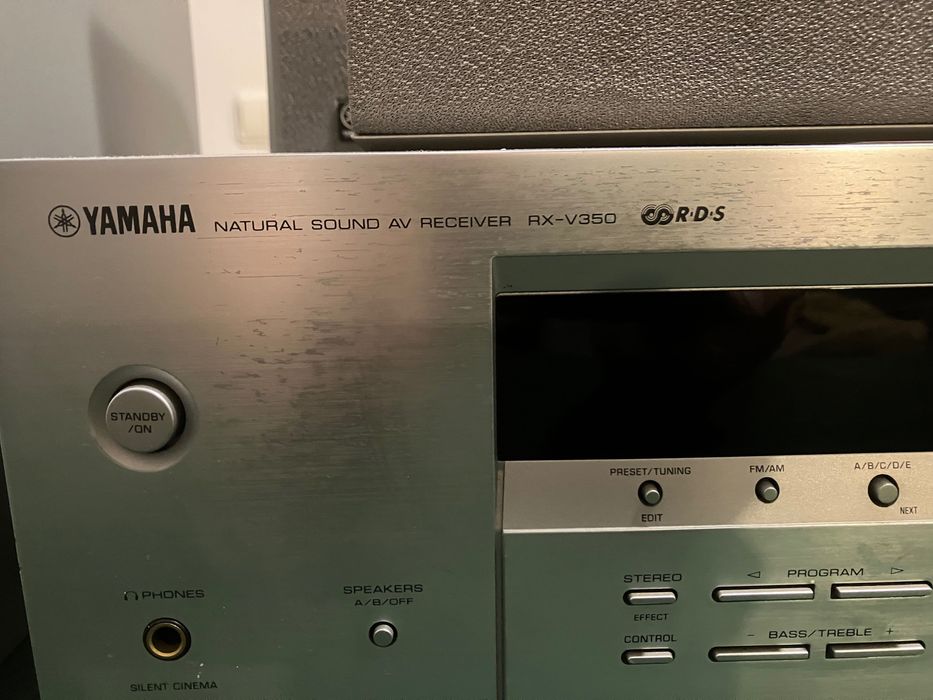 YAMAHA NATURAL SOUND AV RECEIVER RX-V350 R·D·S
STANDBY
/ON
PRESET/TUNING FM/AM A/B/C/D/E
EDIT NEXT
STEREO ◁ PROGRAM ▷
EFFECT
CONTROL − BASS/TREBLE +
PHONES SPEAKERS
A/B/OFF
SILENT CINEMA